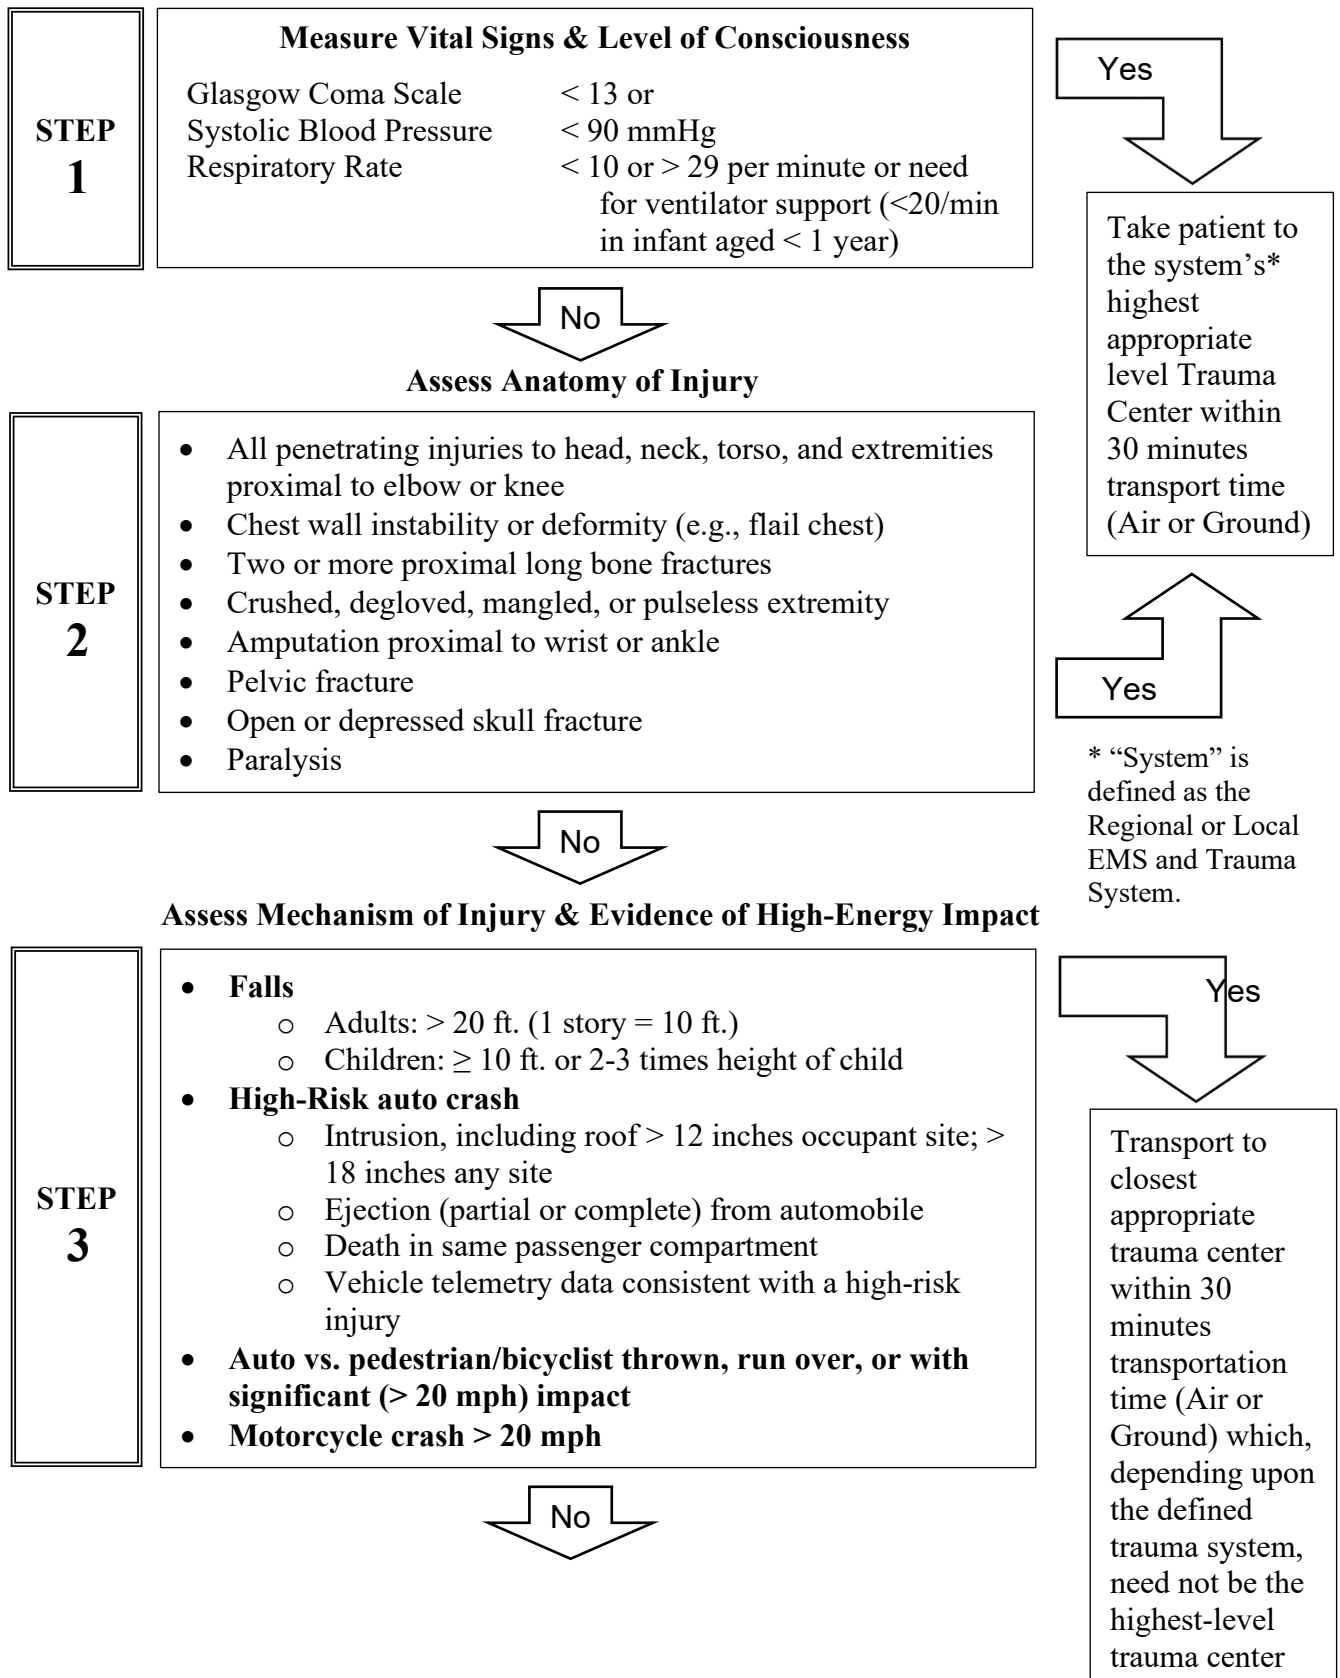 STEP
1
Measure Vital Signs & Level of Consciousness
Glasgow Coma Scale < 13 or
Systolic Blood Pressure < 90 mmHg
Respiratory Rate < 10 or > 29 per minute or need
for ventilator support (<20/min
in infant aged < 1 year)
Yes
Take patient to
the system’s*
highest
appropriate
level Trauma
Center within
30 minutes
transport time
(Air or Ground)
No
Assess Anatomy of Injury
STEP
2
• All penetrating injuries to head, neck, torso, and extremities
proximal to elbow or knee
• Chest wall instability or deformity (e.g., flail chest)
• Two or more proximal long bone fractures
• Crushed, degloved, mangled, or pulseless extremity
• Amputation proximal to wrist or ankle
• Pelvic fracture
• Open or depressed skull fracture
• Paralysis
Yes
* “System” is
defined as the
Regional or Local
EMS and Trauma
System.
No
Assess Mechanism of Injury & Evidence of High-Energy Impact
STEP
3
• Falls
o Adults: > 20 ft. (1 story = 10 ft.)
o Children: ≥ 10 ft. or 2-3 times height of child
• High-Risk auto crash
o Intrusion, including roof > 12 inches occupant site; >
18 inches any site
o Ejection (partial or complete) from automobile
o Death in same passenger compartment
o Vehicle telemetry data consistent with a high-risk
injury
• Auto vs. pedestrian/bicyclist thrown, run over, or with
significant (> 20 mph) impact
• Motorcycle crash > 20 mph
Yes
Transport to
closest
appropriate
trauma center
within 30
minutes
transportation
time (Air or
Ground) which,
depending upon
the defined
trauma system,
need not be the
highest-level
trauma center
No